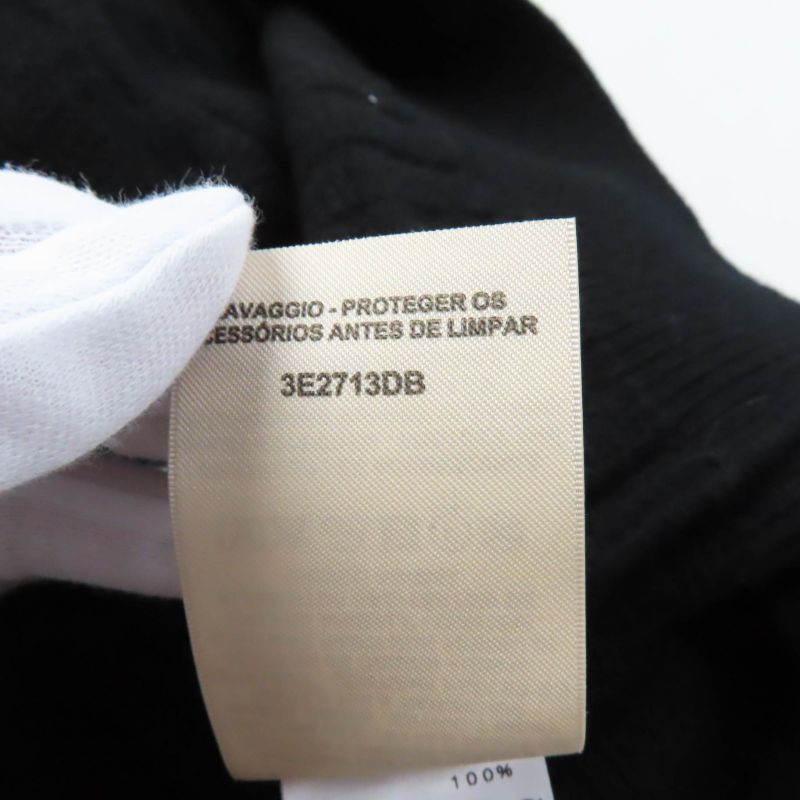 AVAGGIO - PROTEGER OS
CESSÓRIOS ANTES DE LIMPAR
3E2713DB
100%